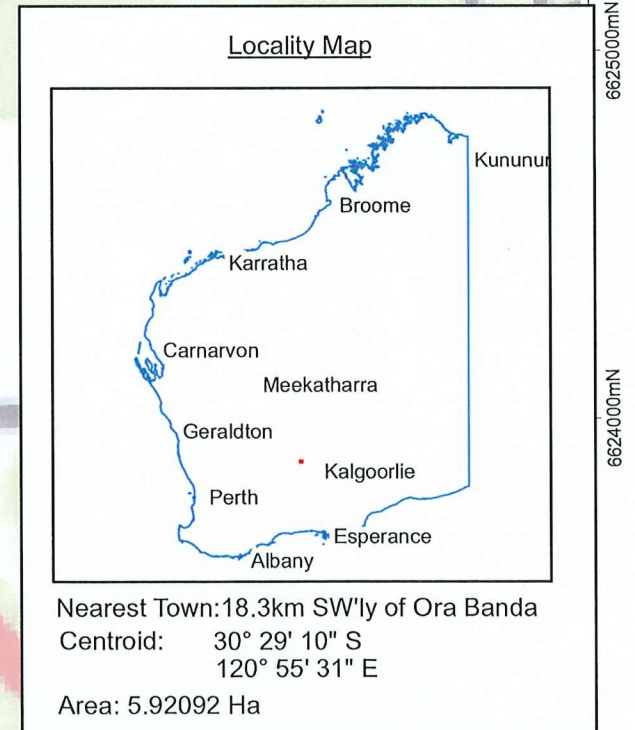 Locality Map
6625000mN
Kununur
Broome
Karratha
Carnarvon
Meekatharra
Geraldton
6624000mN
Kalgoorlie
Perth
Esperance
Albany
Nearest Town:18.3km SW'ly of Ora Banda
Centroid: 30° 29' 10" S
120° 55' 31" E
Area: 5.92092 Ha